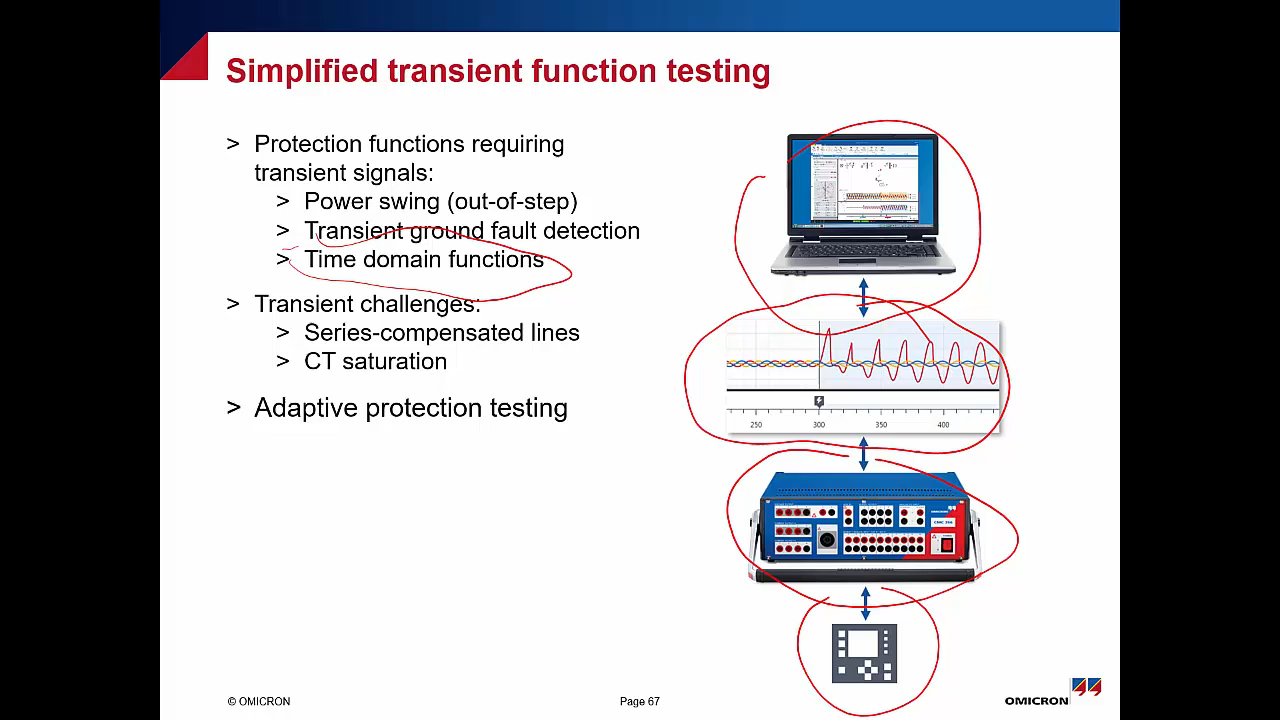 Simplified transient function testing
> Protection functions requiring
transient signals:
> Power swing (out-of-step)
> Transient ground fault detection
> Time domain functions
> Transient challenges:
> Series-compensated lines
> CT saturation
> Adaptive protection testing
250 300 350 400
OMICRON
CMC 356
© OMICRON
Page 67
OMICRON